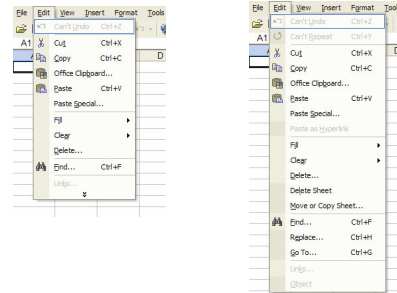 File Edit View Insert Format Tools
Can't Undo Ctrl+Z
A1
Cut Ctrl+X
D
Copy Ctrl+C
Office Clipboard...
Paste Ctrl+V
Paste Special...
Fill
Clear
Delete...
Find... Ctrl+F
Links...
File Edit View Insert Format
Can't Undo Ctrl+Z
Can't Repeat Ctrl+Y
A1
Cut Ctrl+X
Copy Ctrl+C
Office Clipboard...
Paste Ctrl+V
Paste Special...
Paste as Hyperlink
Fill
Clear
Delete...
Delete Sheet
Move or Copy Sheet...
Find... Ctrl+F
Replace... Ctrl+H
Go To... Ctrl+G
Links...
Object